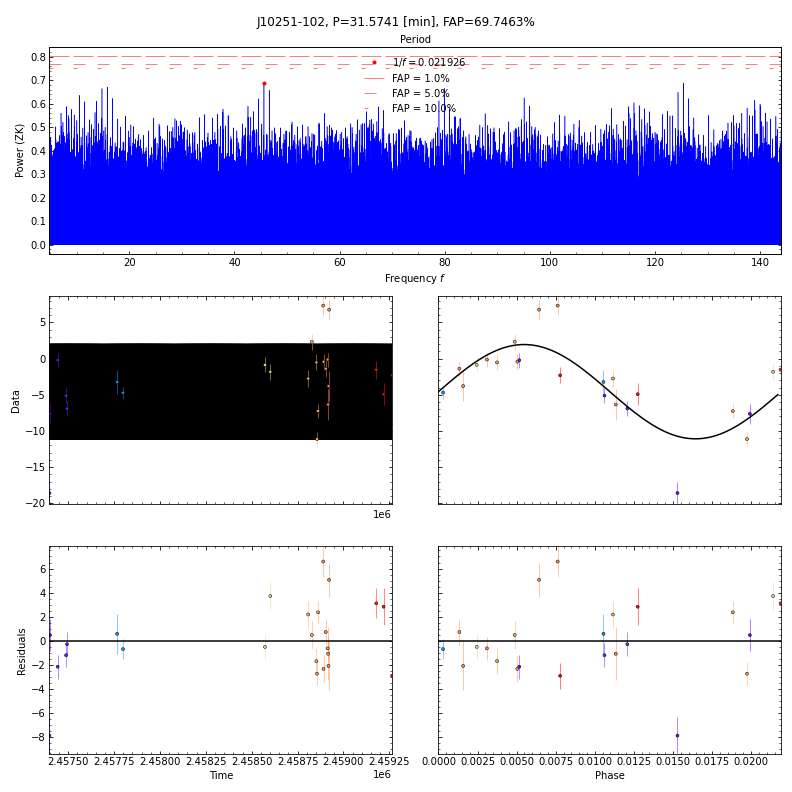 J10251-102, P=31.5741 [min], FAP=69.7463%
Period
0.8
0.7
0.6
0.5
0.4
0.3
0.2
0.1
0.0
Power (ZK)
1/f = 0.021926
FAP = 1.0%
FAP = 5.0%
FAP = 10.0%
20 40 60 80 100 120 140
Frequency f
5
0
−5
−10
−15
−20
Data
1e6
6
4
2
0
−2
−4
−6
−8
Residuals
2.45750 2.45775 2.45800 2.45825 2.45850 2.45875 2.45900 2.45925
1e6
Time
0.0000 0.0025 0.0050 0.0075 0.0100 0.0125 0.0150 0.0175 0.0200
Phase